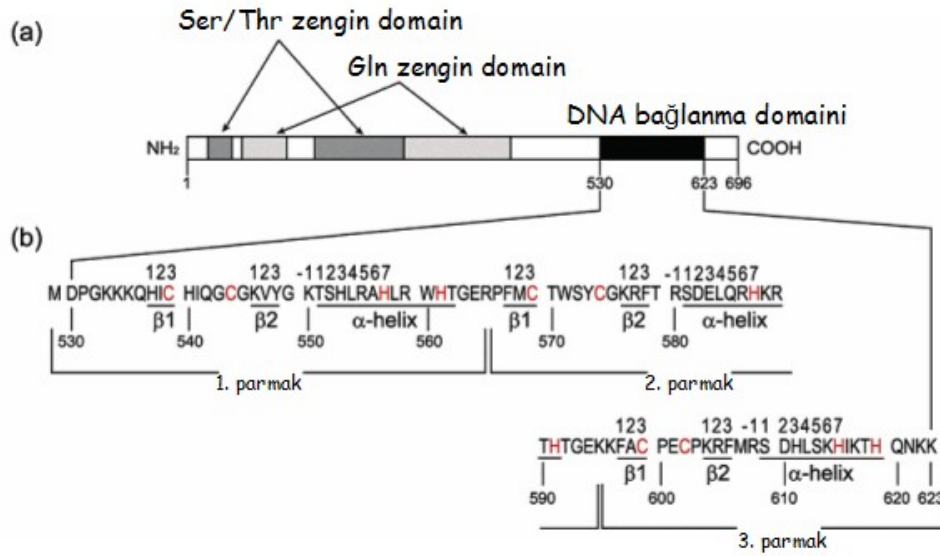 (a)
Ser/Thr zengin domain
Gln zengin domain
DNA bağlanma domaini
NH₂
COOH
1
530
623
696
(b)
123 123 -11234567 123 123 -11234567
M DPGKKKQHIC HIQGCGKVYG KTSHLRAHLR WHTGERPFMC TWSYCGKRFT RSDELQRHKR
β1 β2 α-helix β1 β2 α-helix
530 540 550 560 570 580
1. parmak 2. parmak
123 123 -11 234567
THTGEKKFAC PECPKRFMRS DHLSKHIKTH QNKK
β1 β2 α-helix
590 600 610 620 623
3. parmak